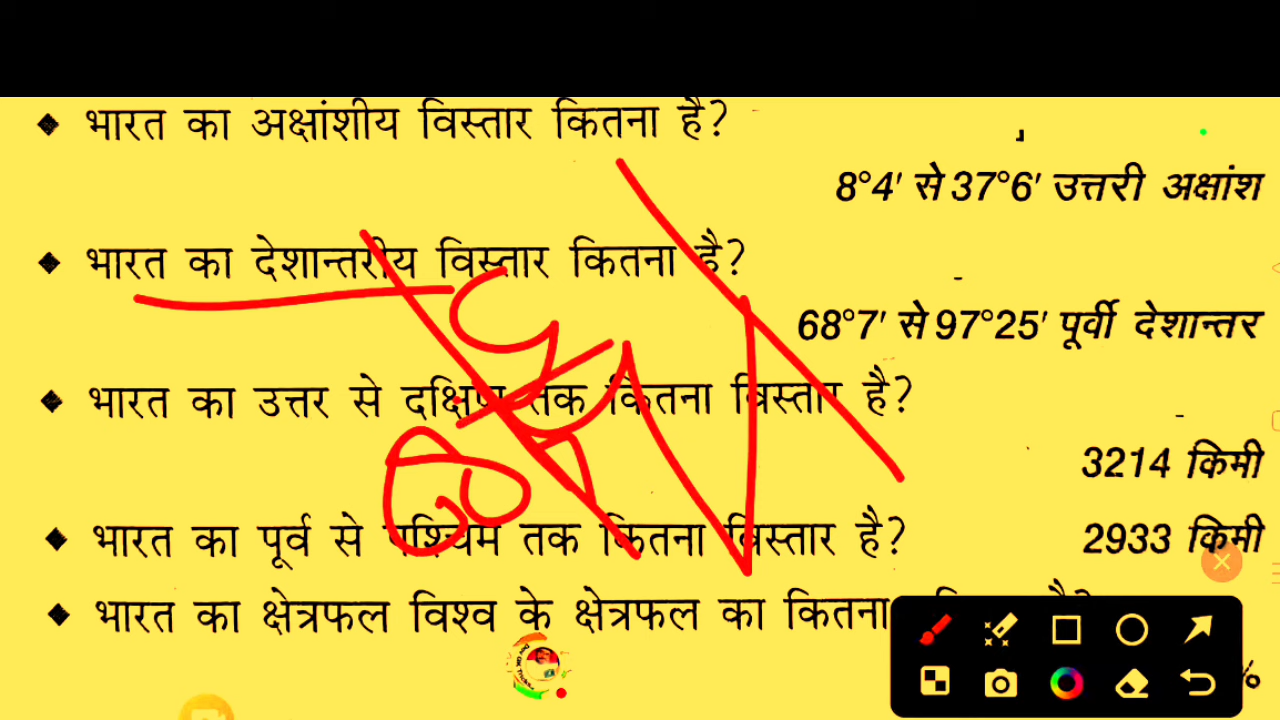 भारत का अक्षांशीय विस्तार कितना है?
8°4′ से 37°6′ उत्तरी अक्षांश
भारत का देशान्तरीय विस्तार कितना है?
68°7′ से 97°25′ पूर्वी देशान्तर
भारत का उत्तर से दक्षिण तक कितना विस्तार है?
3214 किमी
भारत का पूर्व से पश्चिम तक कितना विस्तार है? 2933 किमी
भारत का क्षेत्रफल विश्व के क्षेत्रफल का कितना
%